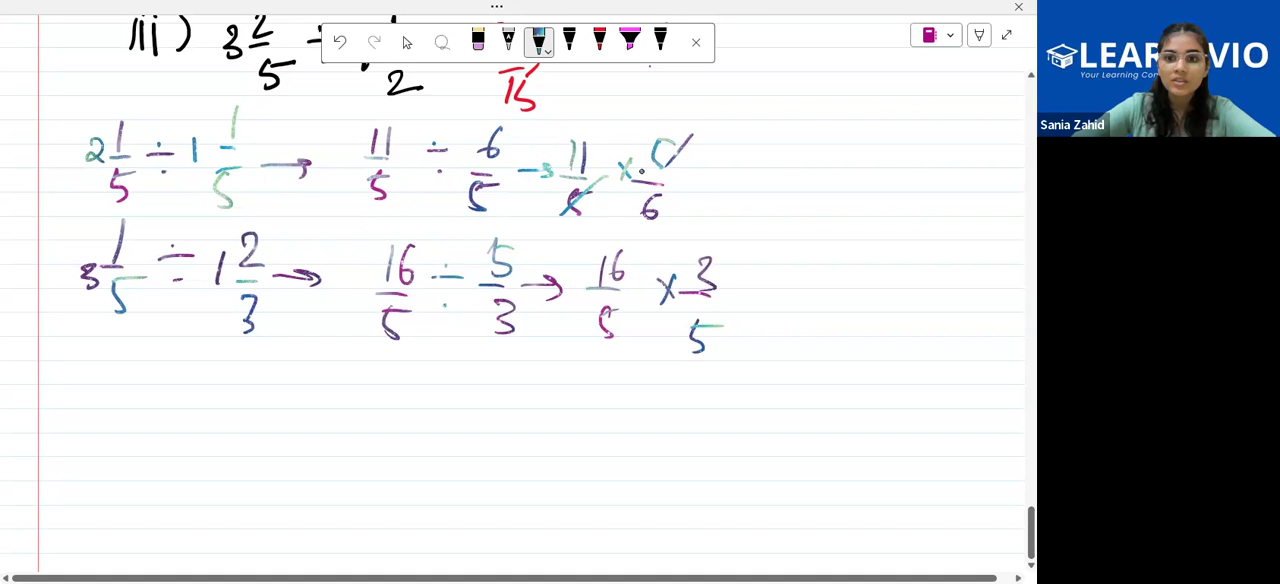 iii) 3 2/5 ÷ 1/2 /15
LEAR VIO
Your Learning Com
Sania Zahid
2 1/5 ÷ 1 1/5 → 11/5 ÷ 6/5 → 11/5 × 5/6
3 1/5 ÷ 1 2/3 → 16/5 ÷ 5/3 → 16/5 × 3/5